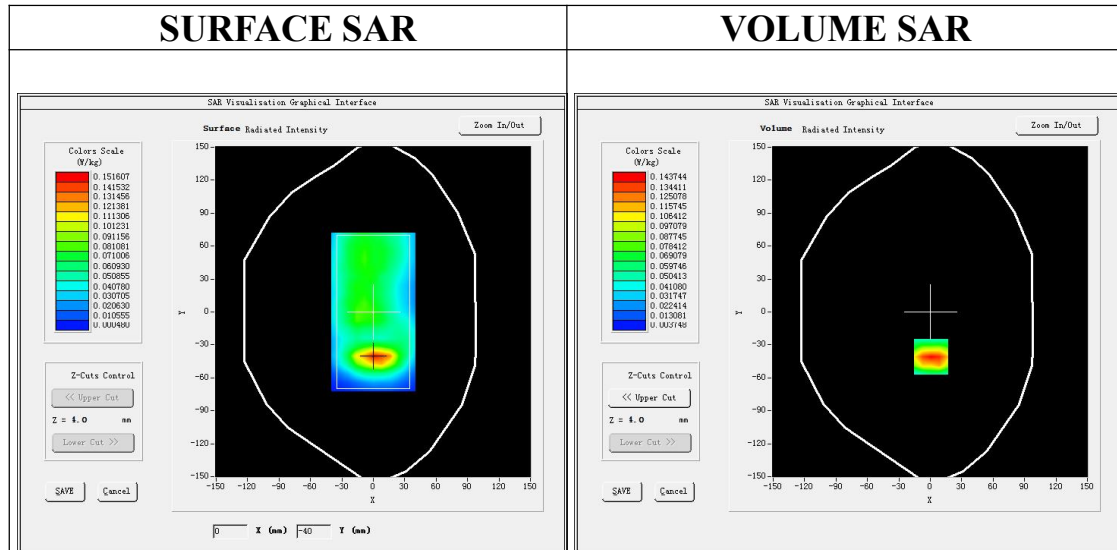 SURFACE SAR
VOLUME SAR
SAR Visualisation Graphical Interface
Surface Radiated Intensity
Zoom In/Out
Colors Scale
(W/kg)
0.151607
0.141532
0.131456
0.121381
0.111306
0.101231
0.091156
0.081081
0.071006
0.060930
0.050855
0.040780
0.030705
0.020630
0.010555
0.000480
150
120
90
60
30
0
-30
-60
-90
-120
-150
Y
-150 -120 -90 -60 -30 0 30 60 90 120 150
X
Z-Cuts Control
<< Upper Cut
Z = 4.0 mm
Lower Cut >>
SAVE Cancel
0 X (mm) -40 Y (mm)
SAR Visualisation Graphical Interface
Volume Radiated Intensity
Zoom In/Out
Colors Scale
(W/kg)
0.143744
0.134411
0.125078
0.115745
0.106412
0.097079
0.087745
0.078412
0.069079
0.059746
0.050413
0.041080
0.031747
0.022414
0.013081
0.003748
150
120
90
60
30
0
-30
-60
-90
-120
-150
Y
-150 -120 -90 -60 -30 0 30 60 90 120 150
X
Z-Cuts Control
<< Upper Cut
Z = 4.0 mm
Lower Cut >>
SAVE Cancel